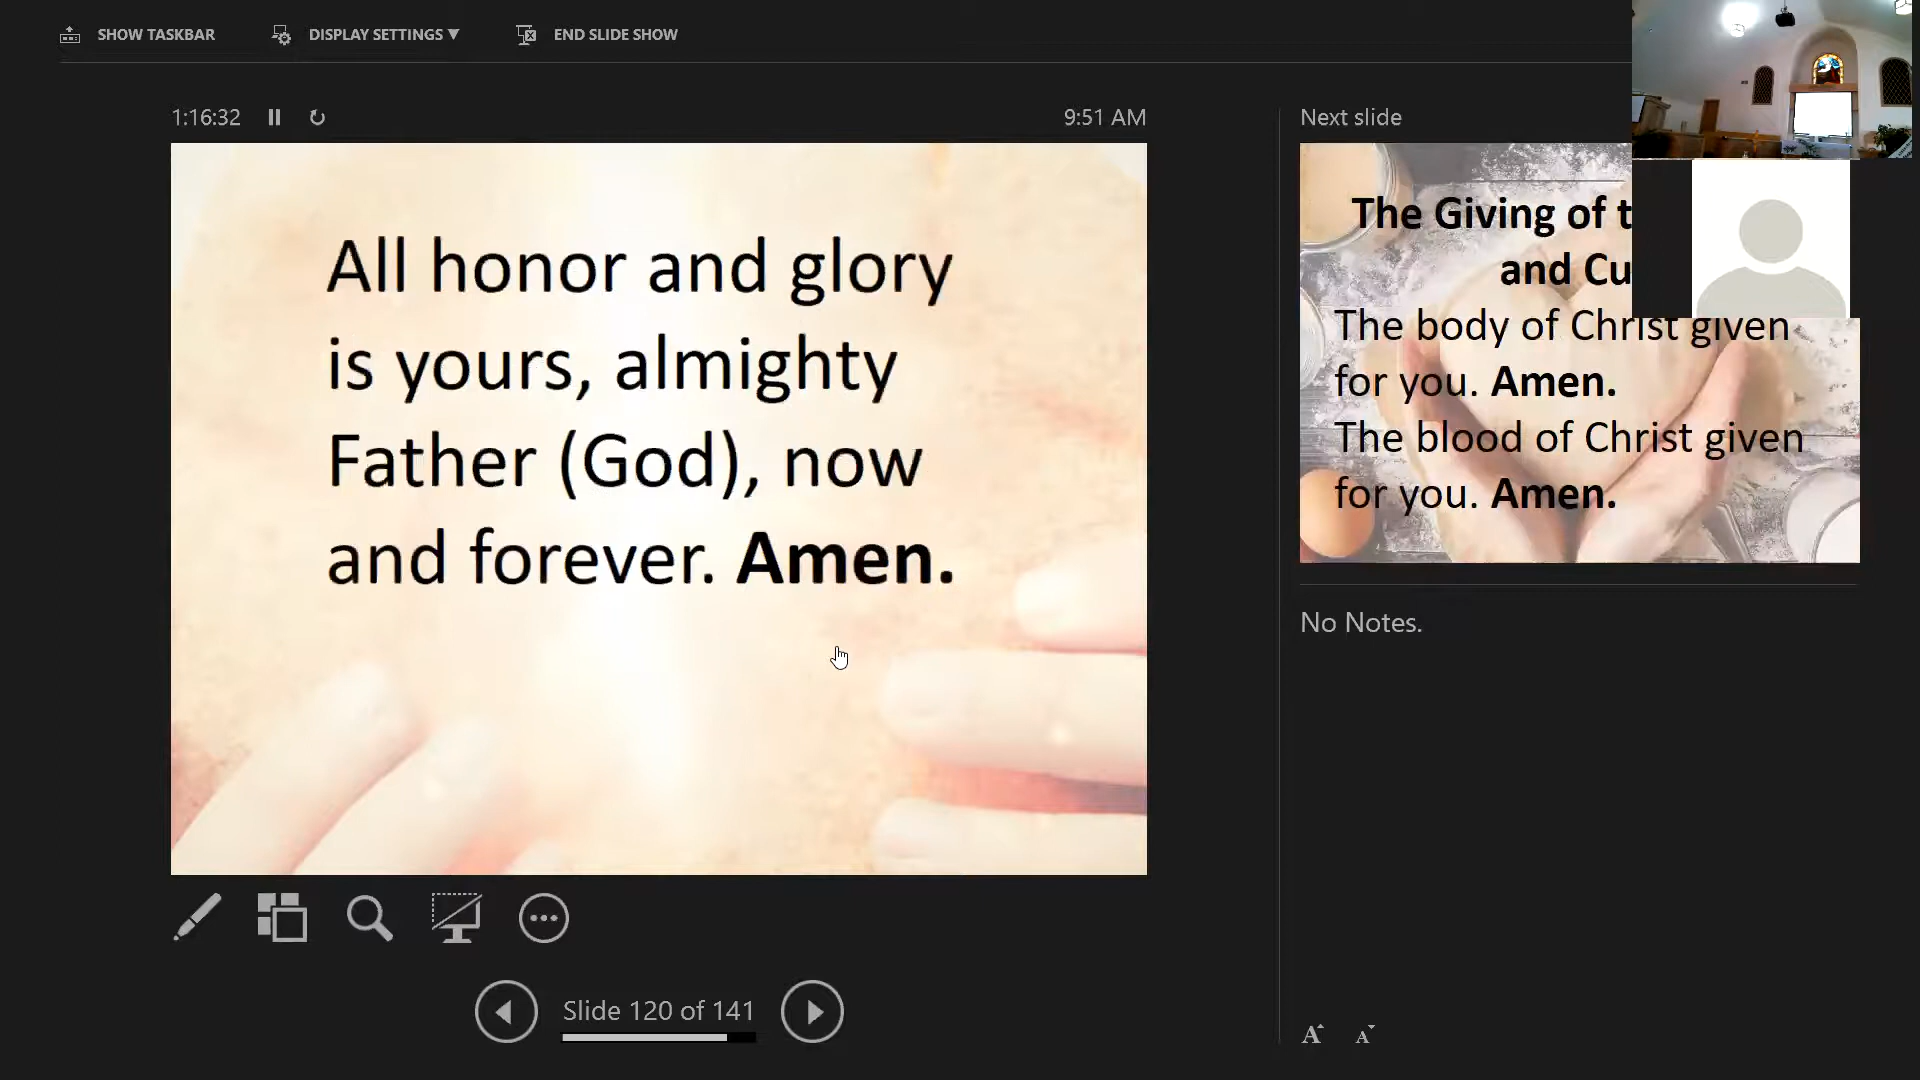 SHOW TASKBAR
DISPLAY SETTINGS ▼
END SLIDE SHOW
1:16:32
9:51 AM
All honor and glory
is yours, almighty
Father (God), now
and forever. Amen.
Slide 120 of 141
Next slide
The Giving of t
and Cu
The body of Christ given
for you. Amen.
The blood of Christ given
for you. Amen.
No Notes.
A A